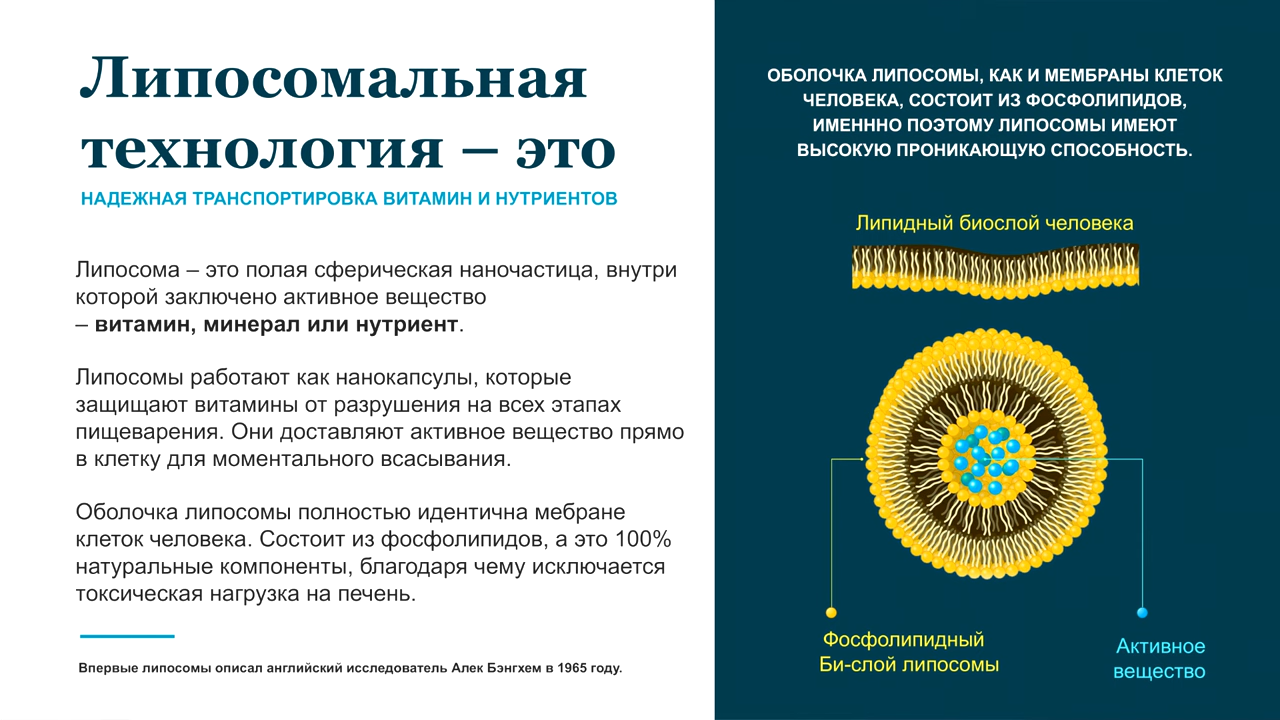 Липосомальная
технология – это
НАДЕЖНАЯ ТРАНСПОРТИРОВКА ВИТАМИН И НУТРИЕНТОВ
Липосома – это полая сферическая наночастица, внутри
которой заключено активное вещество
– витамин, минерал или нутриент.
Липосомы работают как нанокапсулы, которые
защищают витамины от разрушения на всех этапах
пищеварения. Они доставляют активное вещество прямо
в клетку для моментального всасывания.
Оболочка липосомы полностью идентична мебране
клеток человека. Состоит из фосфолипидов, а это 100%
натуральные компоненты, благодаря чему исключается
токсическая нагрузка на печень.
Впервые липосомы описал английский исследователь Алек Бэнгхем в 1965 году.
ОБОЛОЧКА ЛИПОСОМЫ, КАК И МЕМБРАНЫ КЛЕТОК
ЧЕЛОВЕКА, СОСТОИТ ИЗ ФОСФОЛИПИДОВ,
ИМЕНННО ПОЭТОМУ ЛИПОСОМЫ ИМЕЮТ
ВЫСОКУЮ ПРОНИКАЮЩУЮ СПОСОБНОСТЬ.
Липидный биослой человека
Фосфолипидный
Би-слой липосомы
Активное
вещество